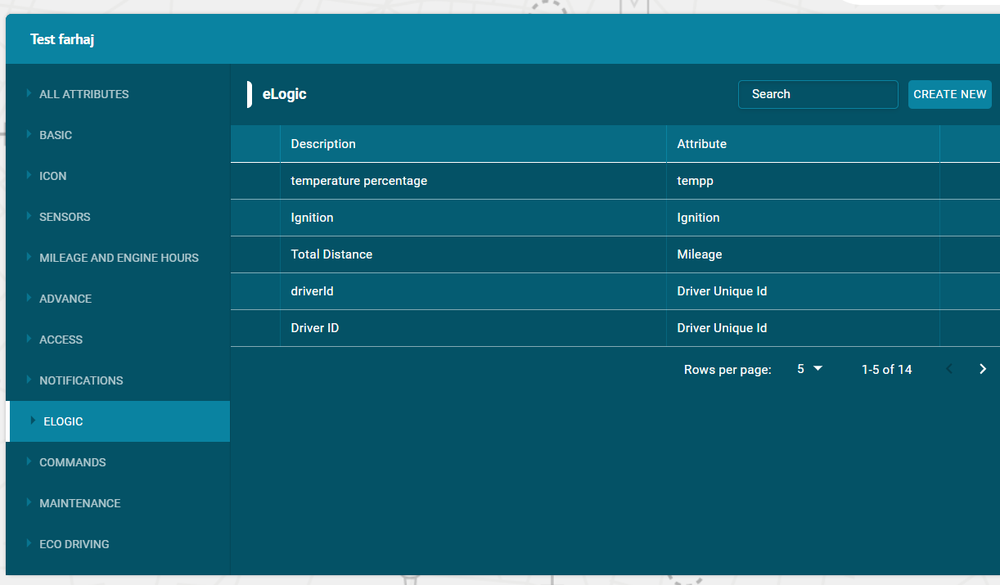 Test farhaj
ALL ATTRIBUTES
BASIC
ICON
SENSORS
MILEAGE AND ENGINE HOURS
ADVANCE
ACCESS
NOTIFICATIONS
ELOGIC
COMMANDS
MAINTENANCE
ECO DRIVING
eLogic
Search
CREATE NEW
Description Attribute
temperature percentage tempp
Ignition Ignition
Total Distance Mileage
driverId Driver Unique Id
Driver ID Driver Unique Id
Rows per page: 5 1-5 of 14